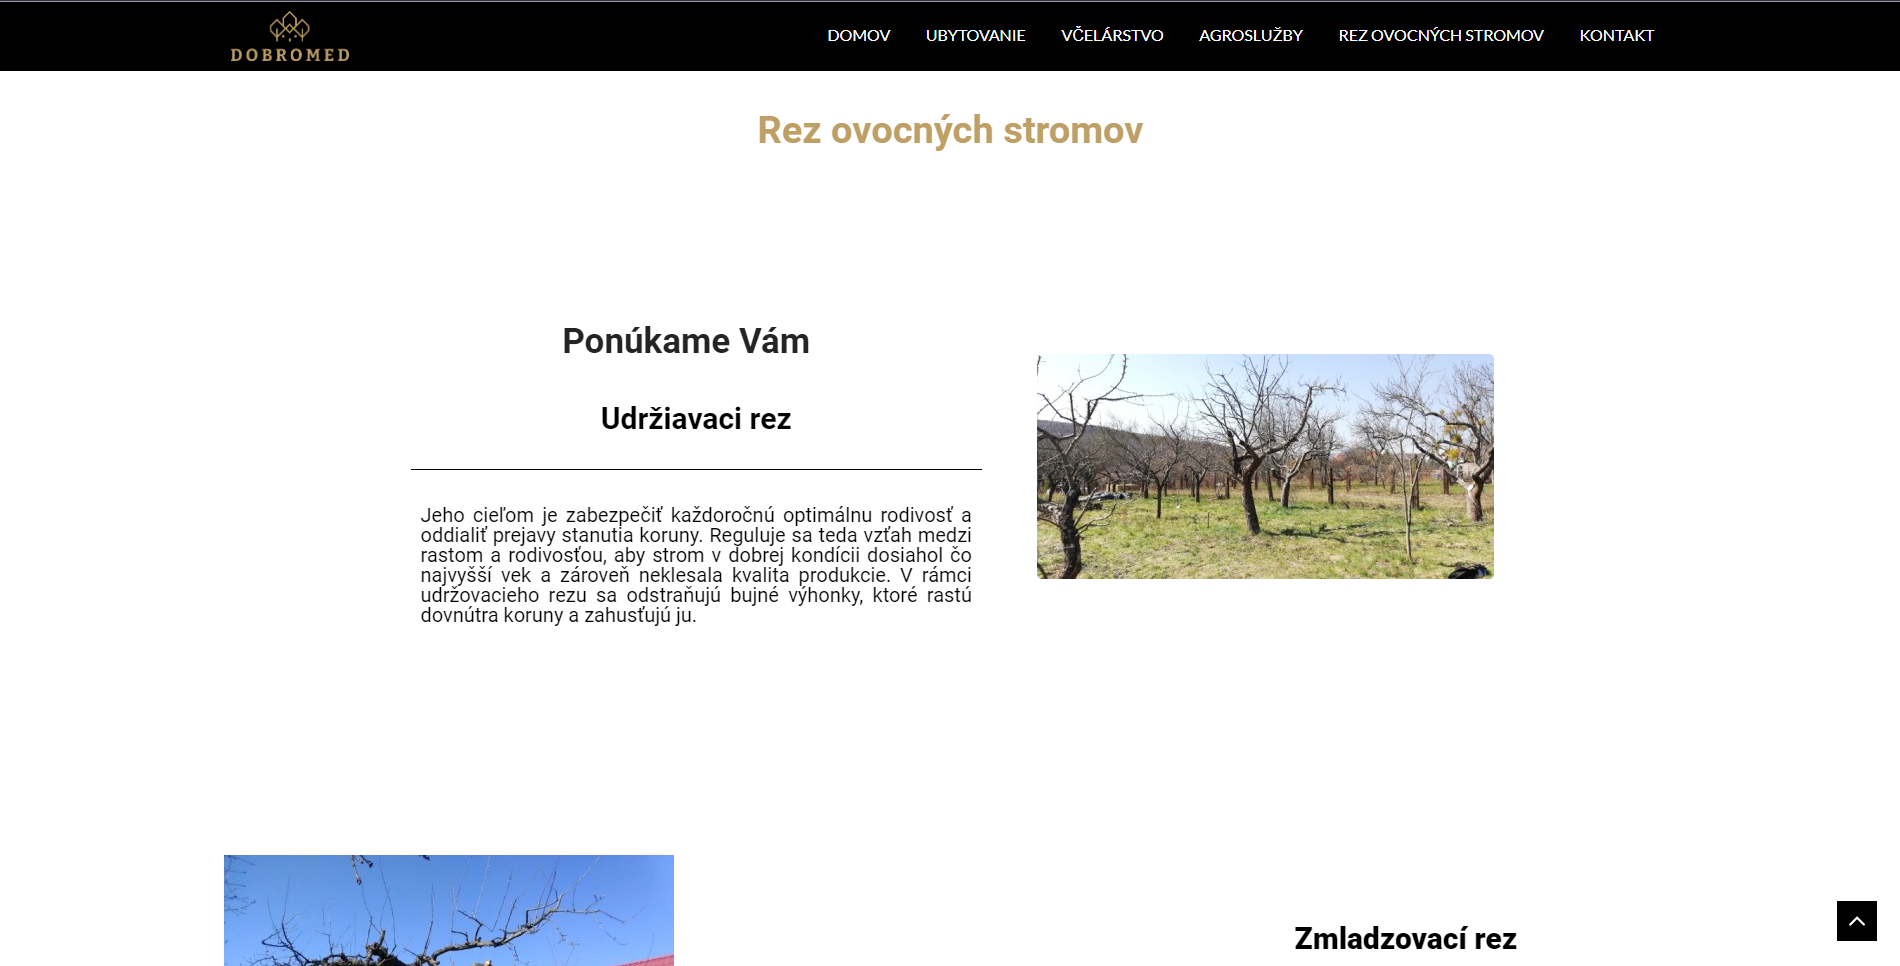 DOBROMED
DOMOV
UBYTOVANIE
VČELÁRSTVO
AGROSLUŽBY
REZ OVOCNÝCH STROMOV
KONTAKT
Rez ovocných stromov
Ponúkame Vám
Udržiavaci rez
Jeho cieľom je zabezpečiť každoročnú optimálnu rodivosť a
oddialiť prejavy stanutia koruny. Reguluje sa teda vzťah medzi
rastom a rodivosťou, aby strom v dobrej kondícii dosiahol čo
najvyšší vek a zároveň neklesala kvalita produkcie. V rámci
udržovacieho rezu sa odstraňujú bujné výhonky, ktoré rastú
dovnútra koruny a zahusťujú ju.
Zmladzovací rez